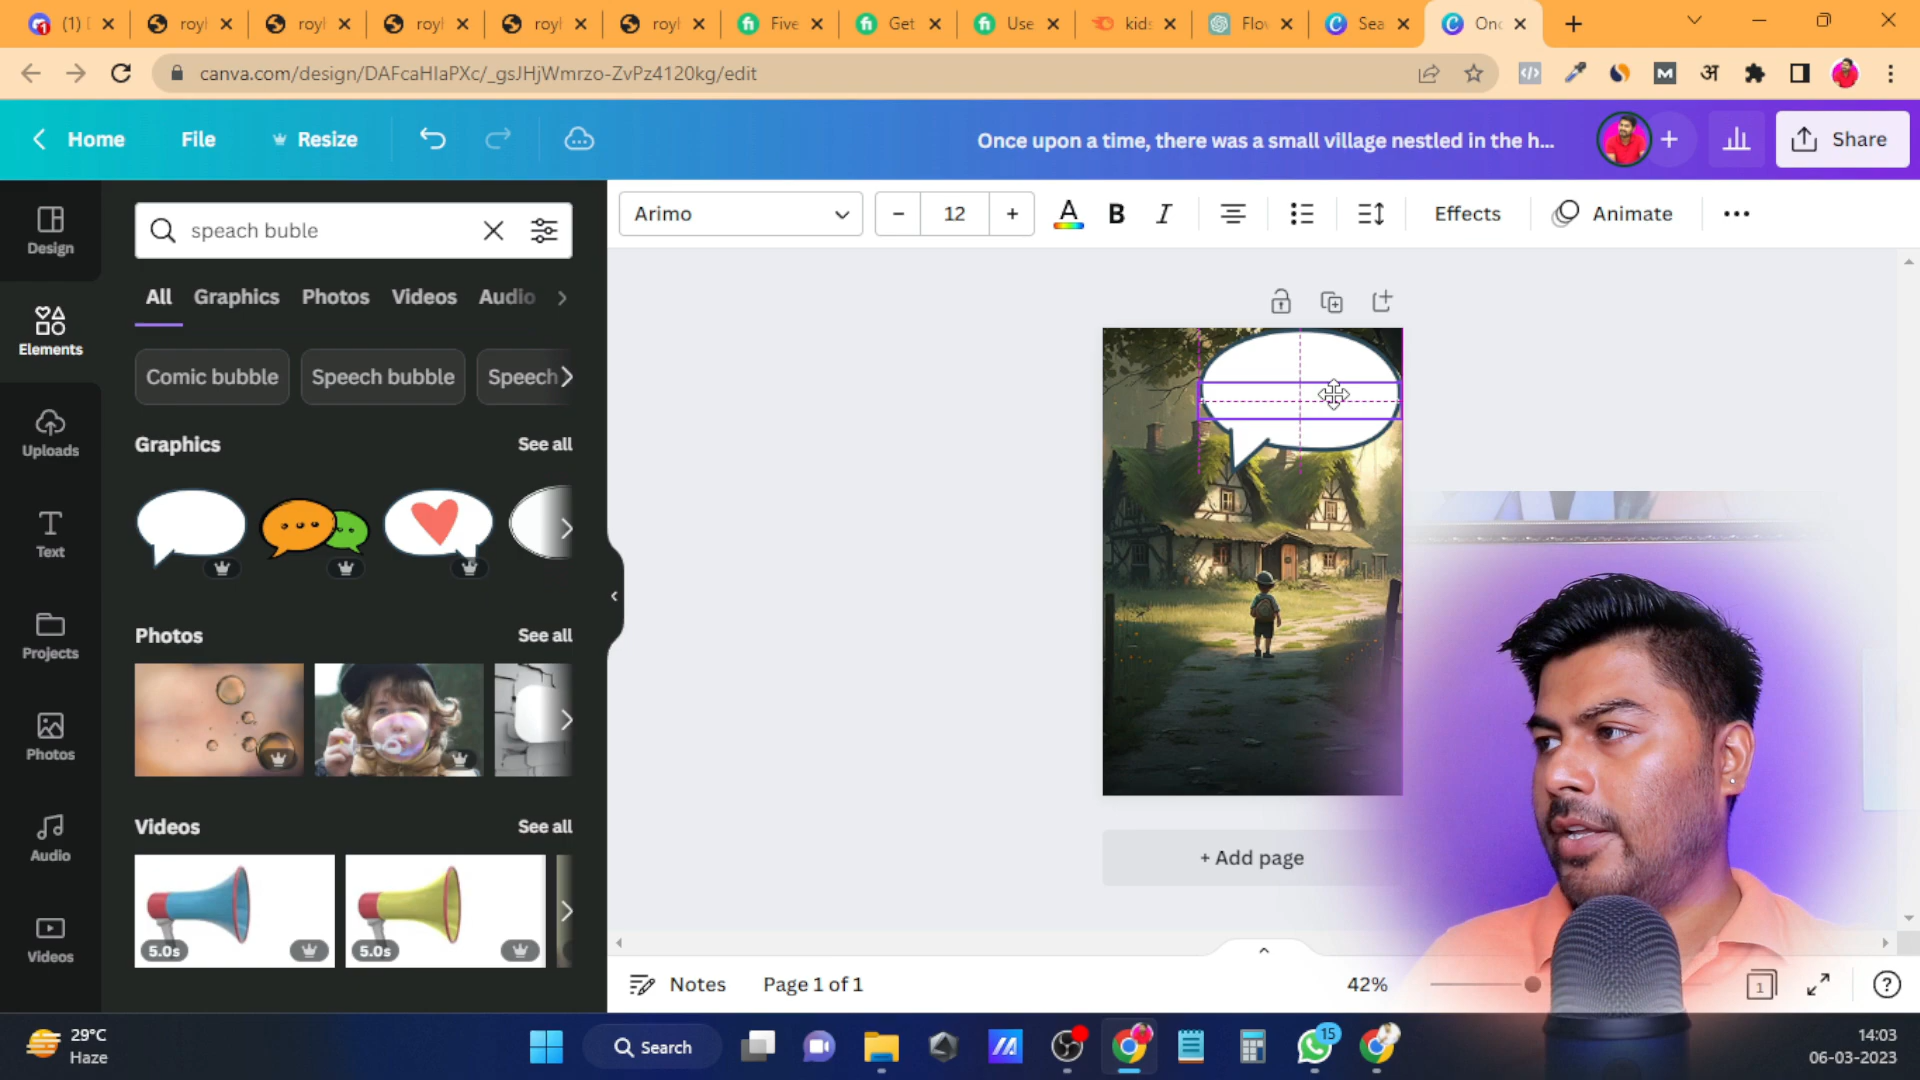 (1)
royl
royl
royl
royl
royl
Five
Get
Use
kids
Flo
Sea
Onc
canva.com/design/DAFcaHIaPXc/_gsJHjWmrzo-ZvPz4120kg/edit
अ
Home
File
Resize
Once upon a time, there was a small village nestled in the h...
Share
Design
Elements
Uploads
Text
Projects
Photos
Audio
Videos
speach buble
All
Graphics
Photos
Videos
Audio
Comic bubble
Speech bubble
Speech
Graphics
See all
Photos
See all
Videos
See all
5.0s
5.0s
Arimo
– 12 +
A
B
I
Effects
Animate
+ Add page
Notes
Page 1 of 1
42%
1
?
29°C
Haze
Search
15
14:03
06-03-2023